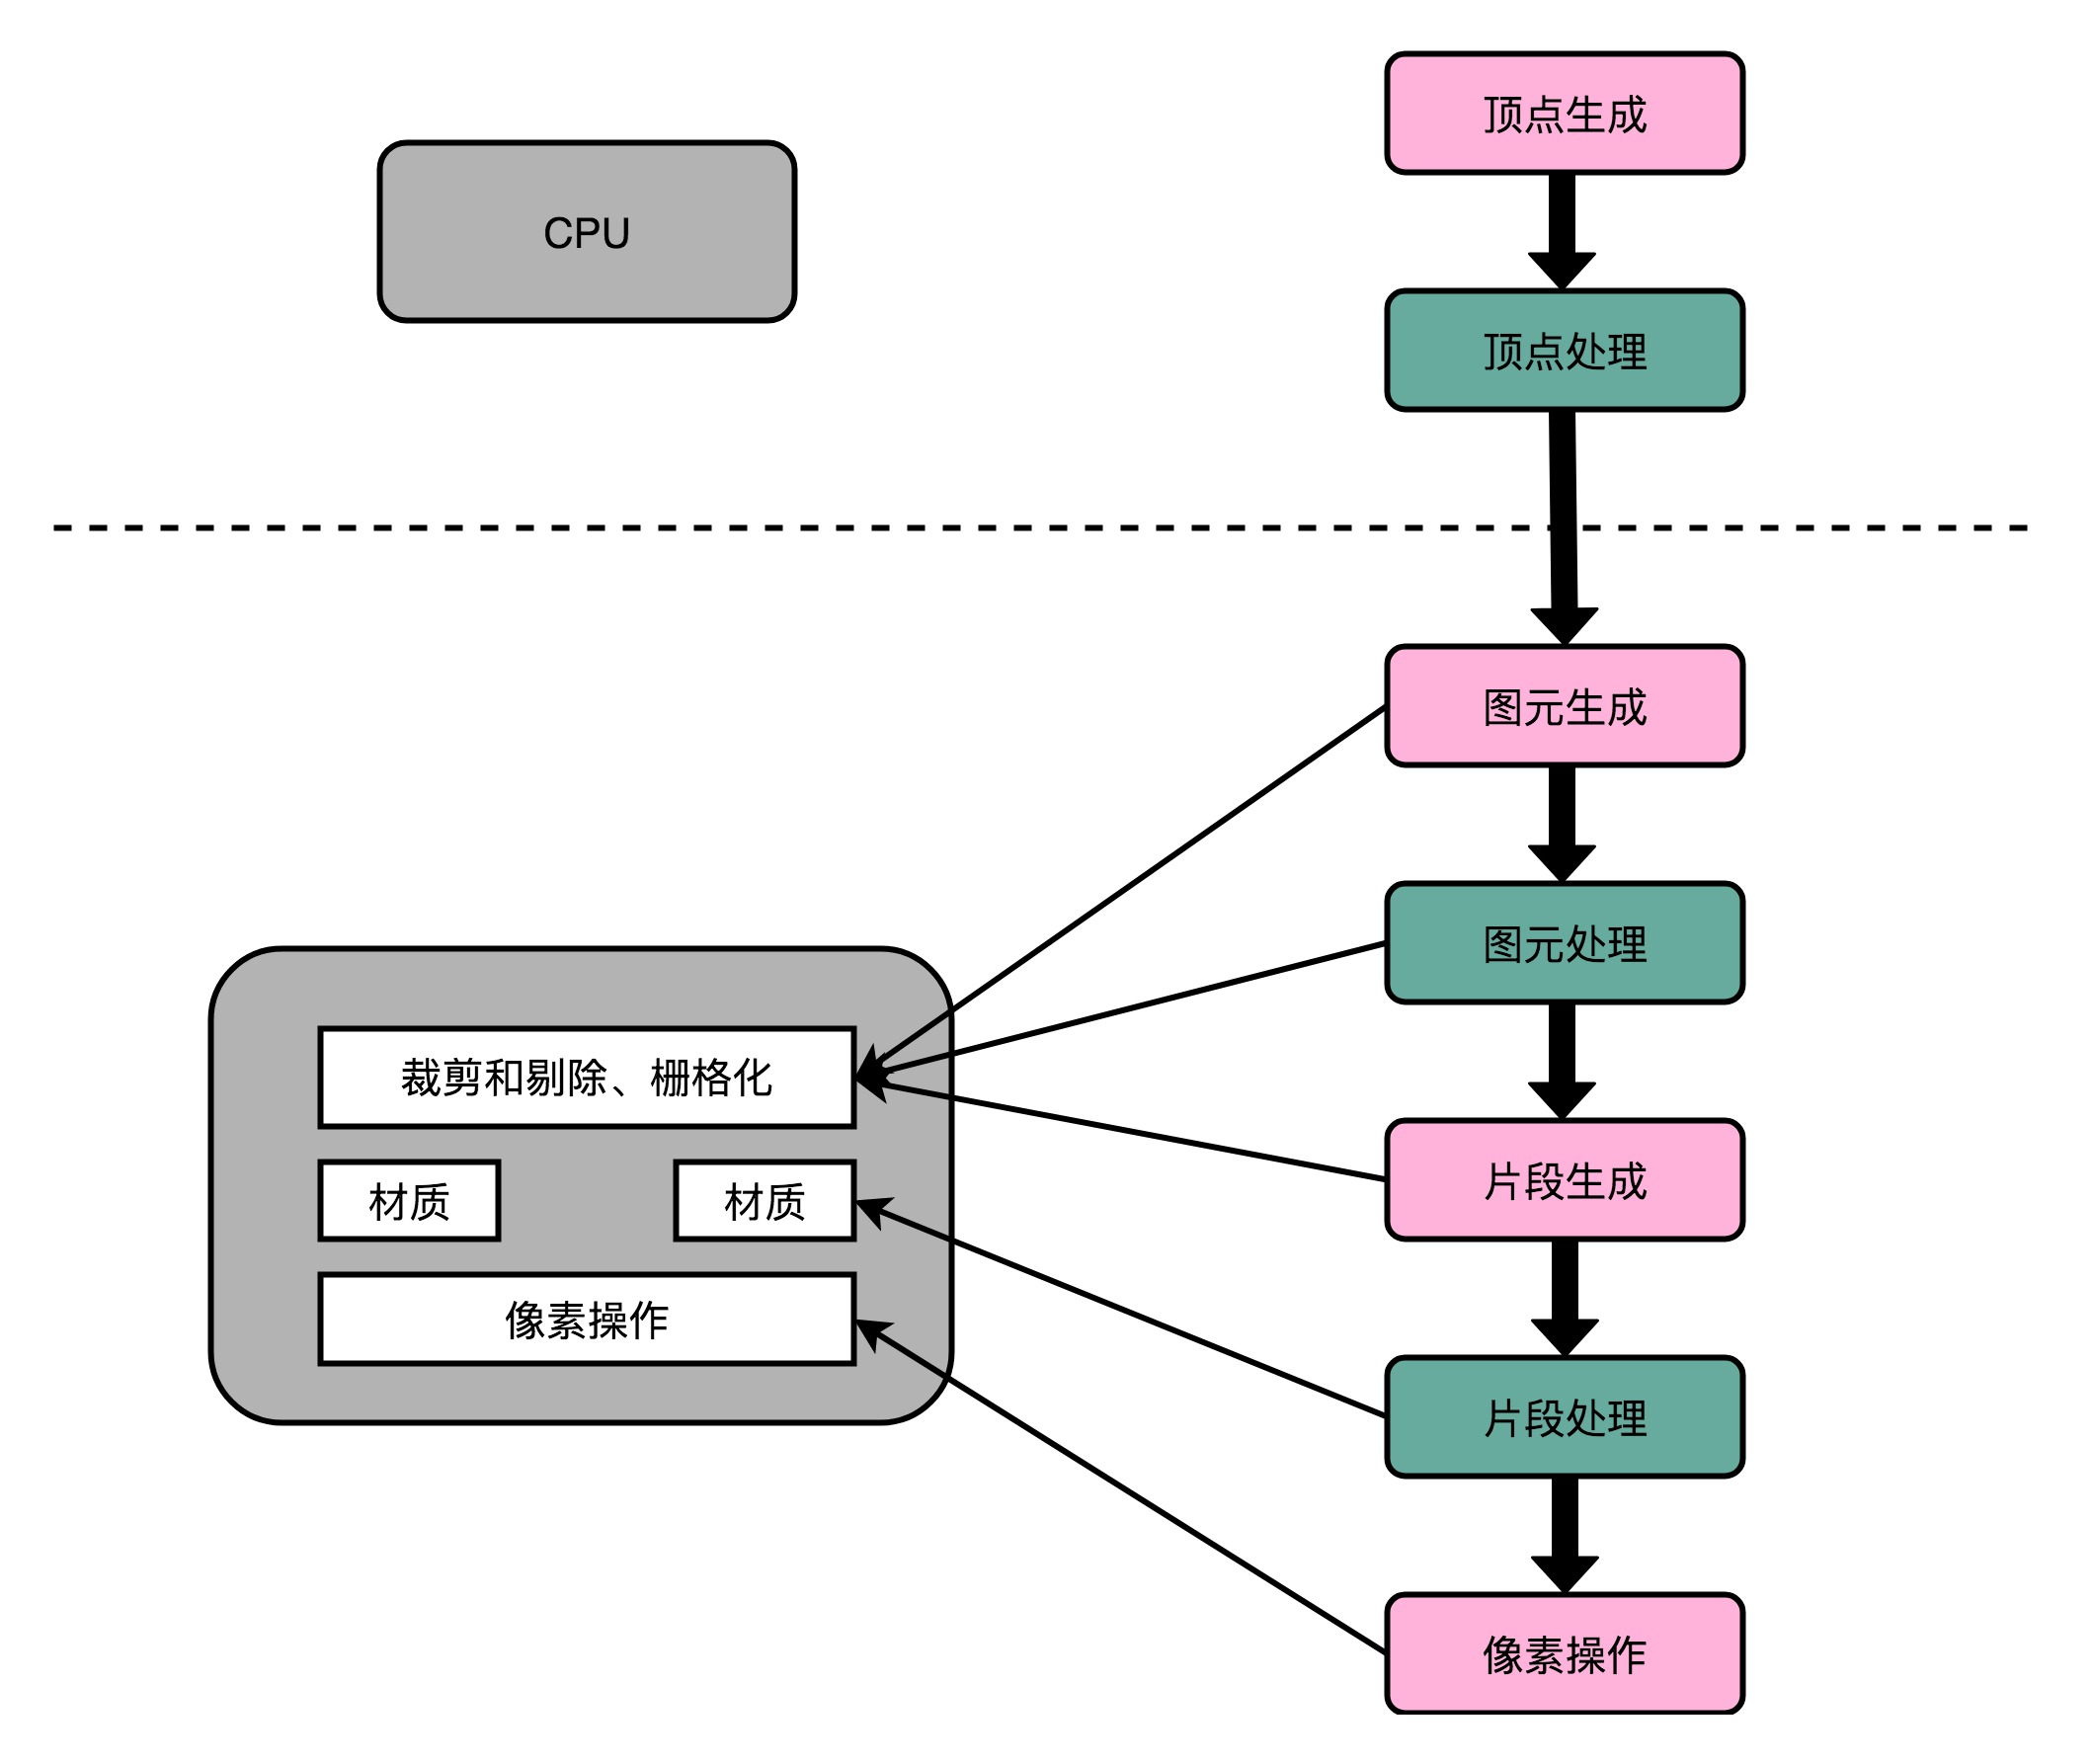 顶点生成
CPU
顶点处理
图元生成
图元处理
裁剪和剔除、栅格化
片段生成
材质
材质
像素操作
片段处理
像素操作